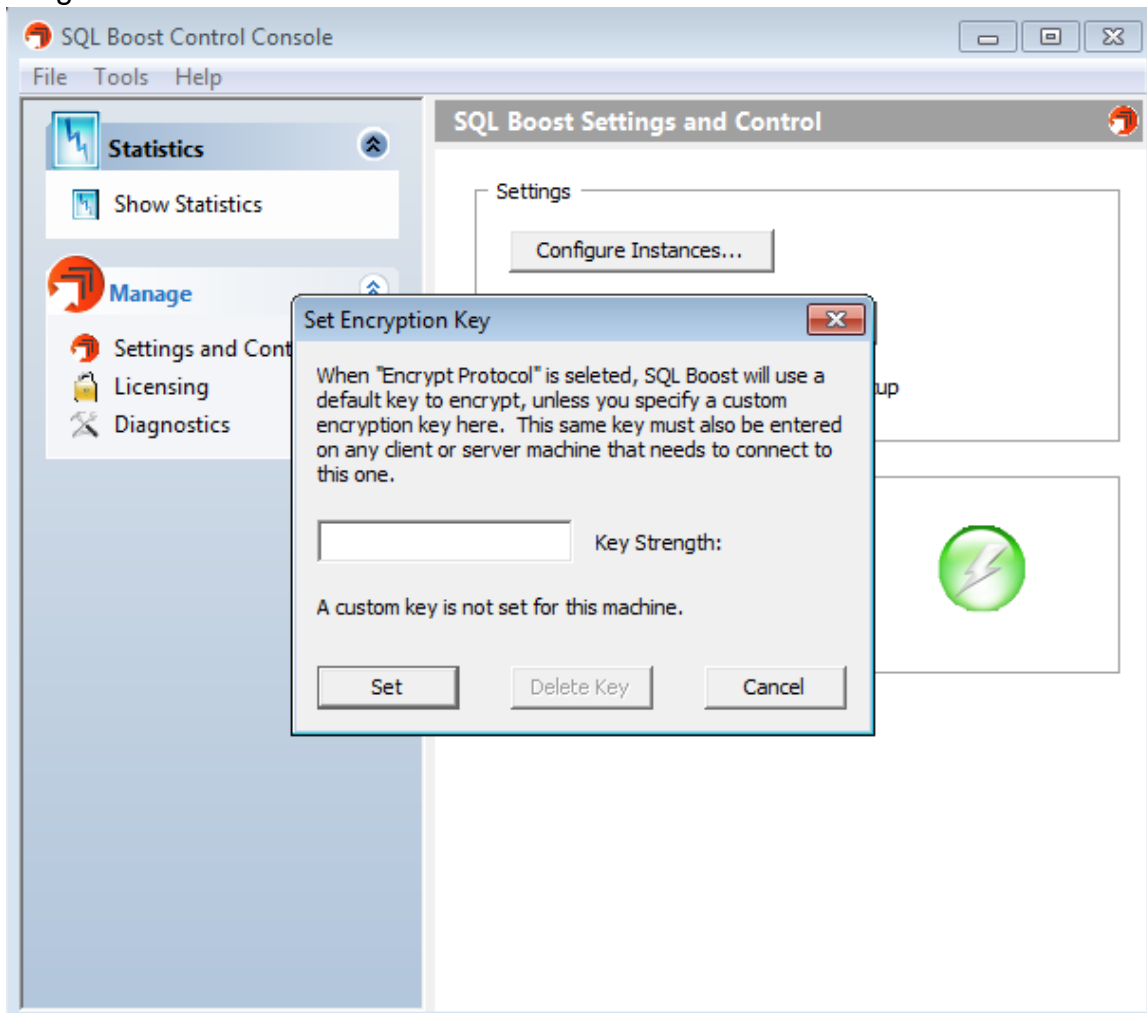 SQL Boost Control Console
File Tools Help
Statistics
Show Statistics
Manage
Settings and Cont
Licensing
Diagnostics
SQL Boost Settings and Control
Settings
Configure Instances...
up
Set Encryption Key
When "Encrypt Protocol" is seleted, SQL Boost will use a
default key to encrypt, unless you specify a custom
encryption key here. This same key must also be entered
on any client or server machine that needs to connect to
this one.
Key Strength:
A custom key is not set for this machine.
Set Delete Key Cancel